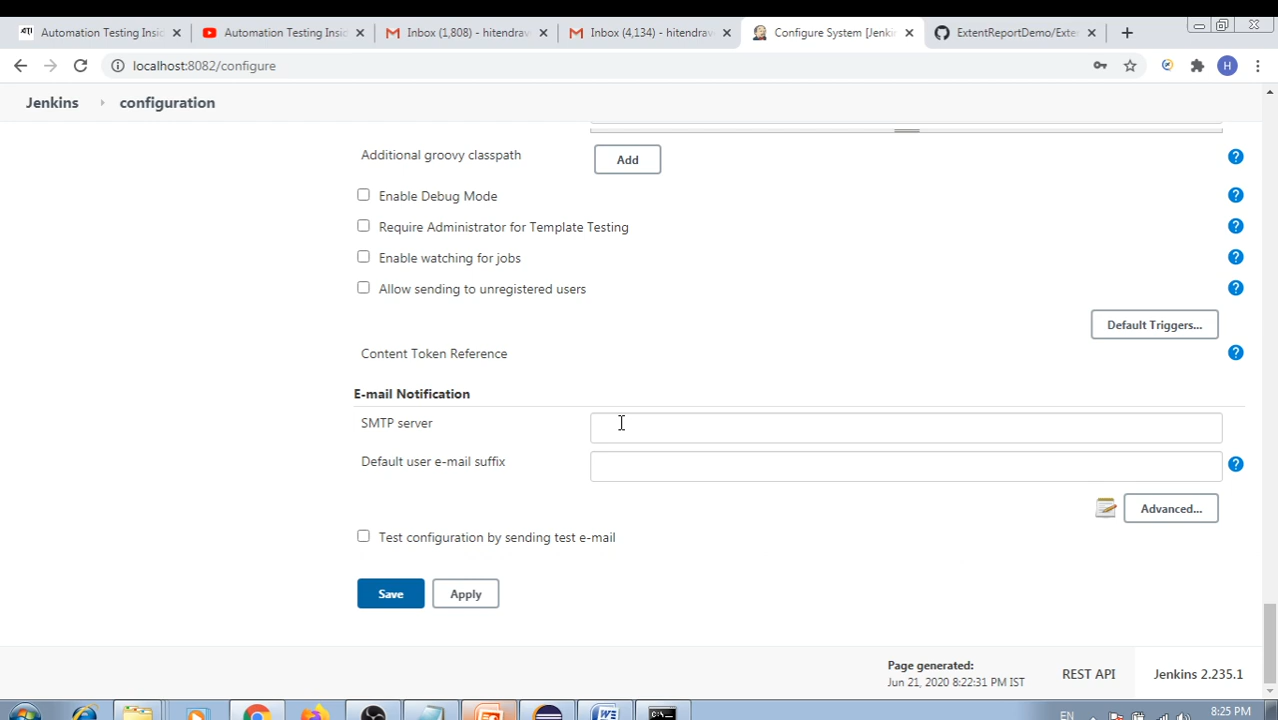 ATI Automation Testing Insi
Automation Testing Insi
Inbox (1,808) - hitendrav
Inbox (4,134) - hitendrav
Configure System [Jenki
ExtentReportDemo/Exte
localhost:8082/configure
H
Jenkins
configuration
Additional groovy classpath
Add
Enable Debug Mode
Require Administrator for Template Testing
Enable watching for jobs
Allow sending to unregistered users
Default Triggers...
Content Token Reference
E-mail Notification
SMTP server
Default user e-mail suffix
Advanced...
Test configuration by sending test e-mail
Save
Apply
Page generated:
Jun 21, 2020 8:22:31 PM IST
REST API
Jenkins 2.235.1
EN
8:25 PM